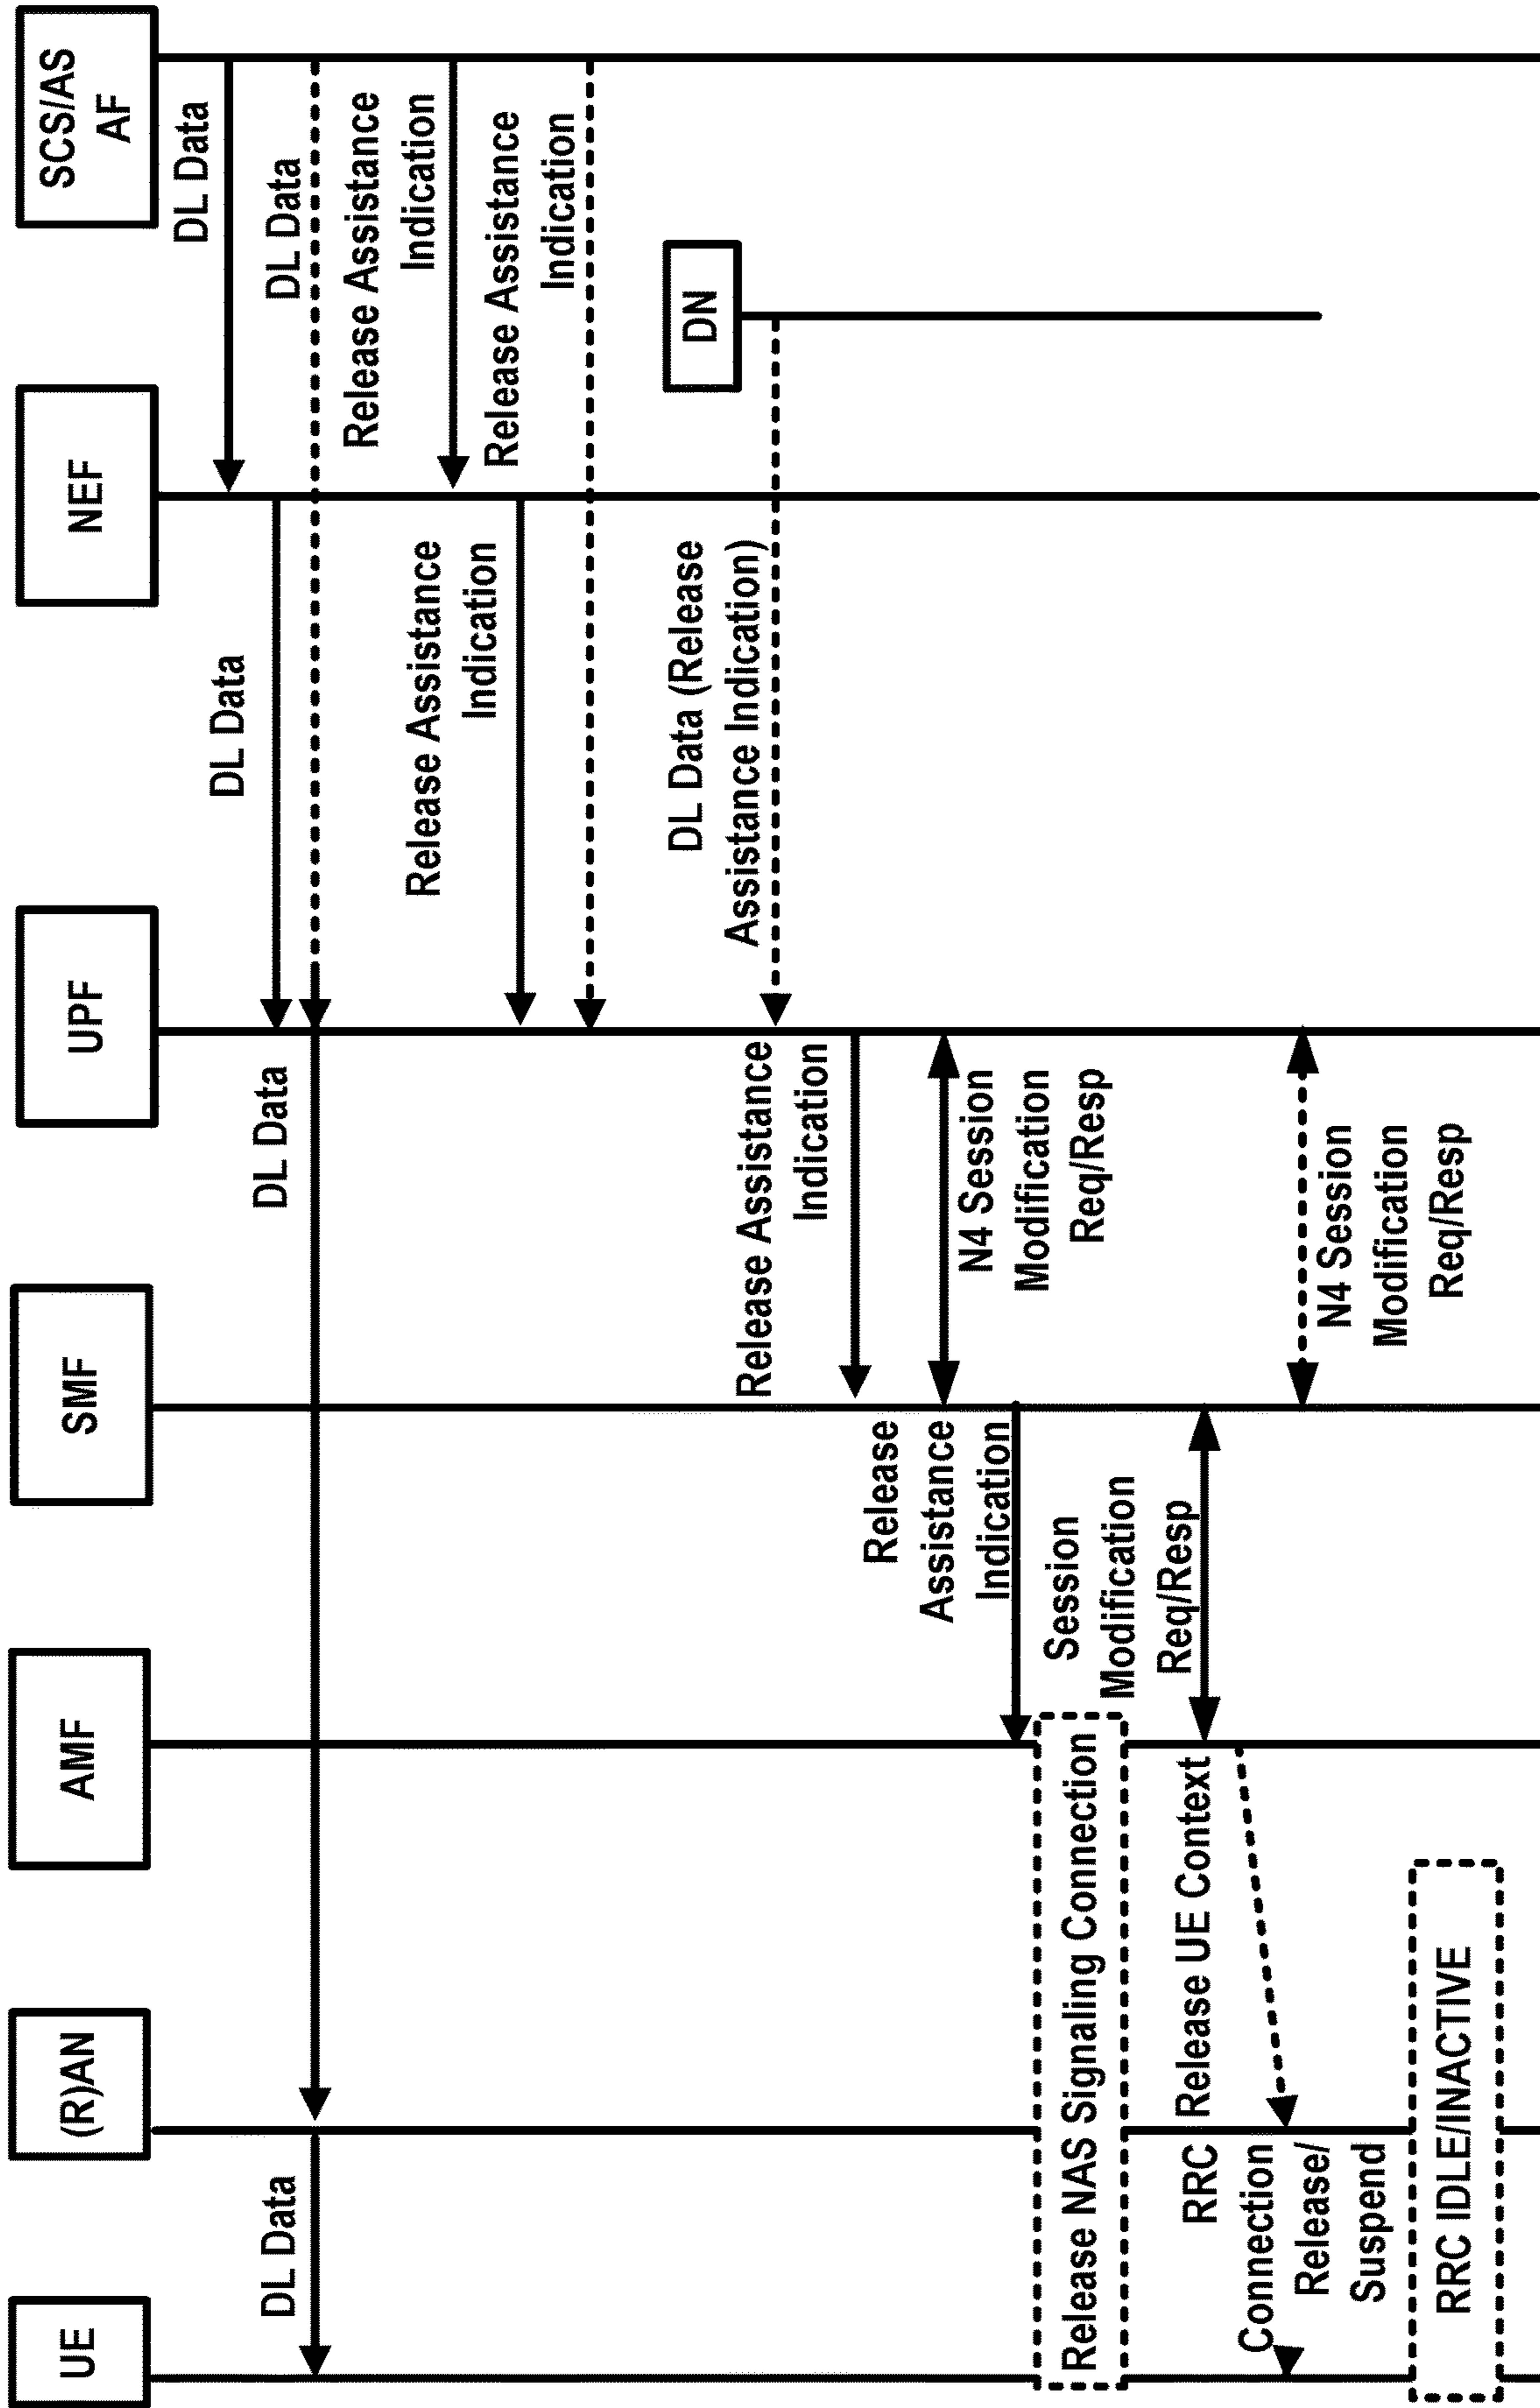 UE
(R)AN
AMF
SMF
UPF
NEF
SCS/AS
AF
DL Data
DL Data
DL Data
DL Data
DL Data
Release Assistance
Indication
Release Assistance
Indication
Release Assistance
Indication
DN
DL Data (Release
Assistance Indication)
Release Assistance
Indication
N4 Session
Modification
Req/Resp
Release
Assistance
Indication
Release NAS Signaling Connection
Session
Modification
Req/Resp
Release UE Context
RRC
Connection
Release/
Suspend
N4 Session
Modification
Req/Resp
RRC IDLE/INACTIVE